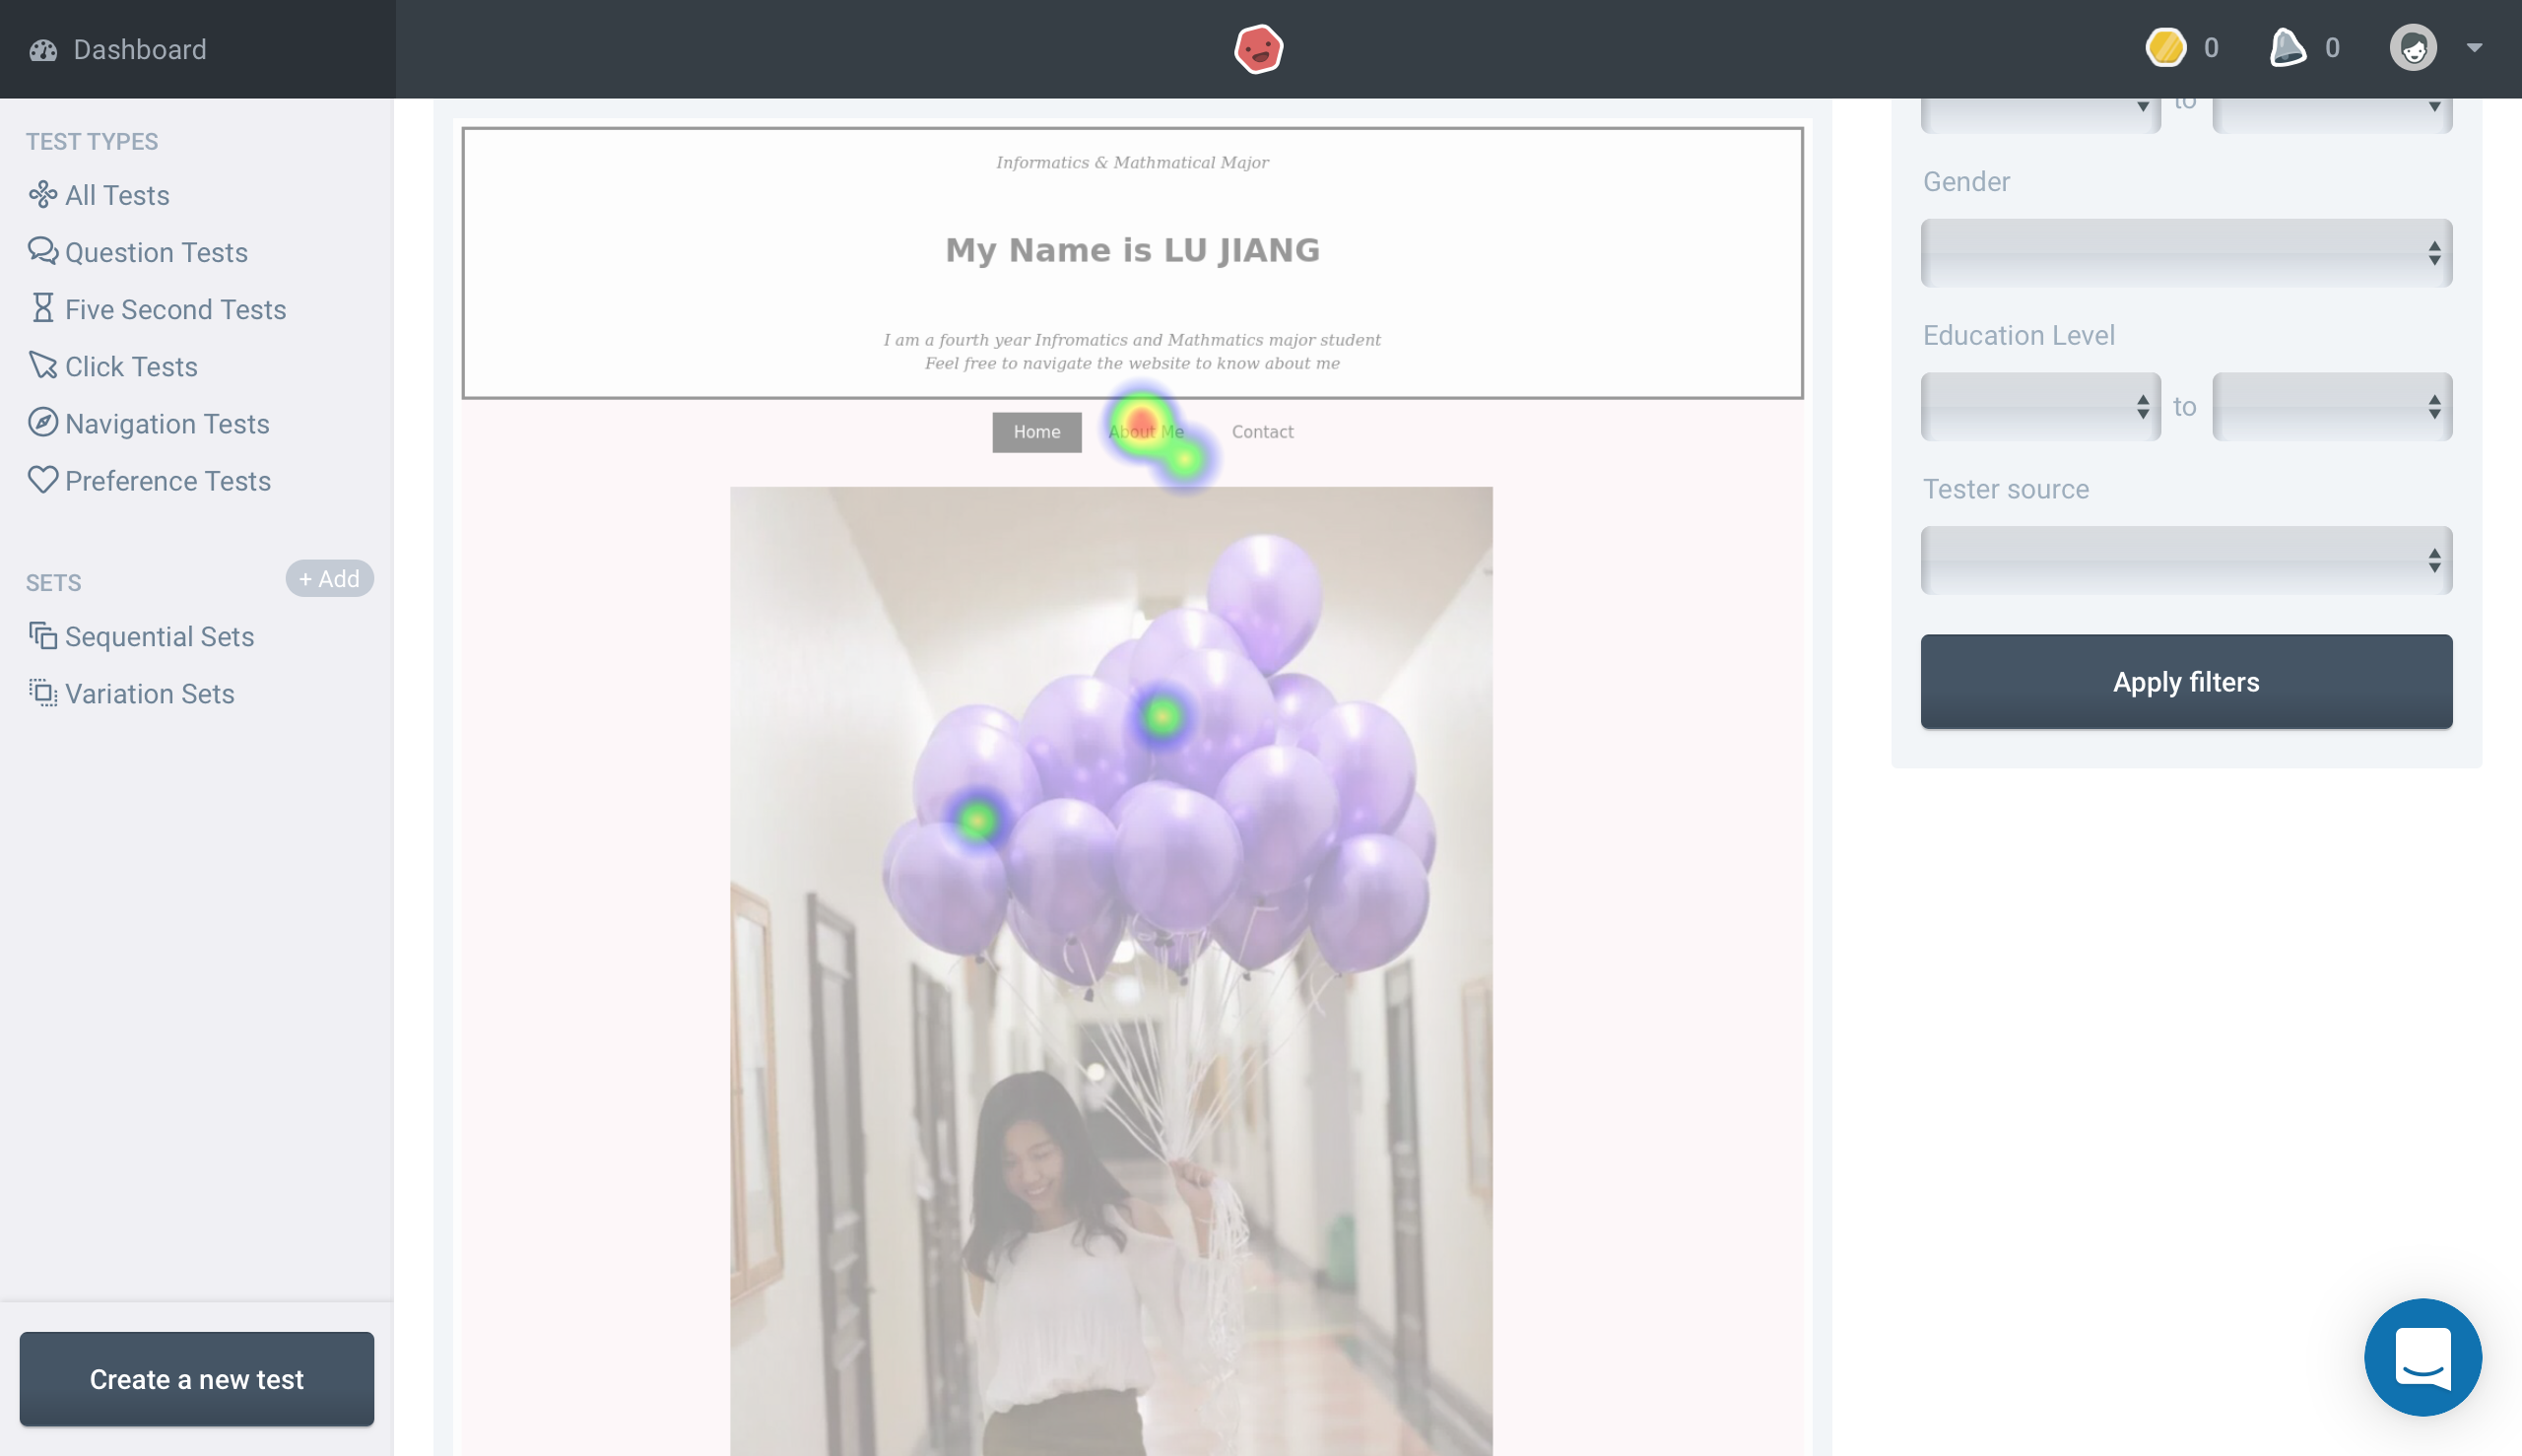 Dashboard
0
0
TEST TYPES
All Tests
Question Tests
Five Second Tests
Click Tests
Navigation Tests
Preference Tests
SETS
+ Add
Sequential Sets
Variation Sets
Create a new test
Informatics & Mathmatical Major
My Name is LU JIANG
I am a fourth year Infromatics and Mathmatics major student
Feel free to navigate the website to know about me
Home
About Me
Contact
to
Gender
Education Level
to
Tester source
Apply filters